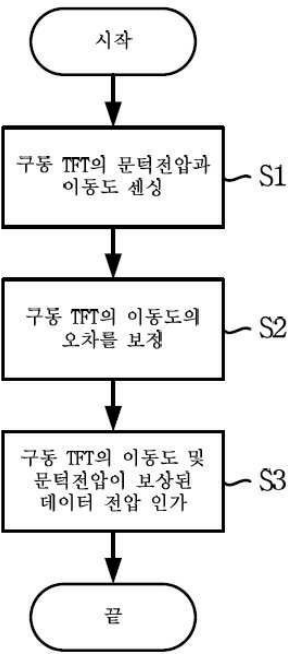 시작
구동 TFT의 문턱전압과
이동도 센싱
S1
구동 TFT의 이동도의
오차를 보정
S2
구동 TFT의 이동도 및
문턱전압이 보상된
데이터 전압 인가
S3
끝